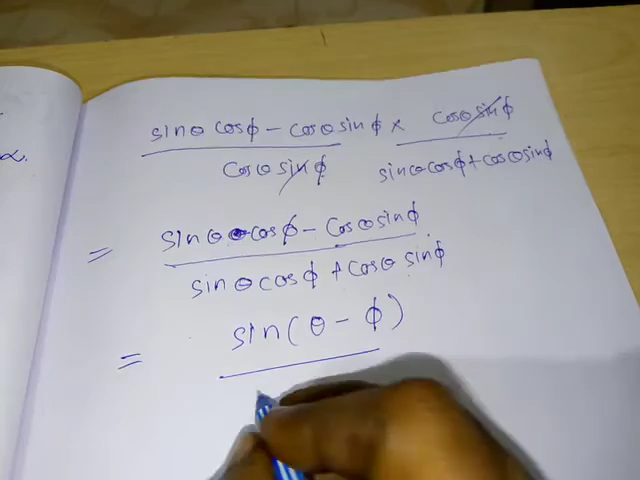 α.
sinθ cosϕ − cosθ sinϕ × cosθ sinϕ
cosθ sinϕ sinθ cosϕ + cosθ sinϕ
= sinθ cosϕ − cosθ sinϕ
sinθ cosϕ + cosθ sinϕ
= sin(θ − ϕ)